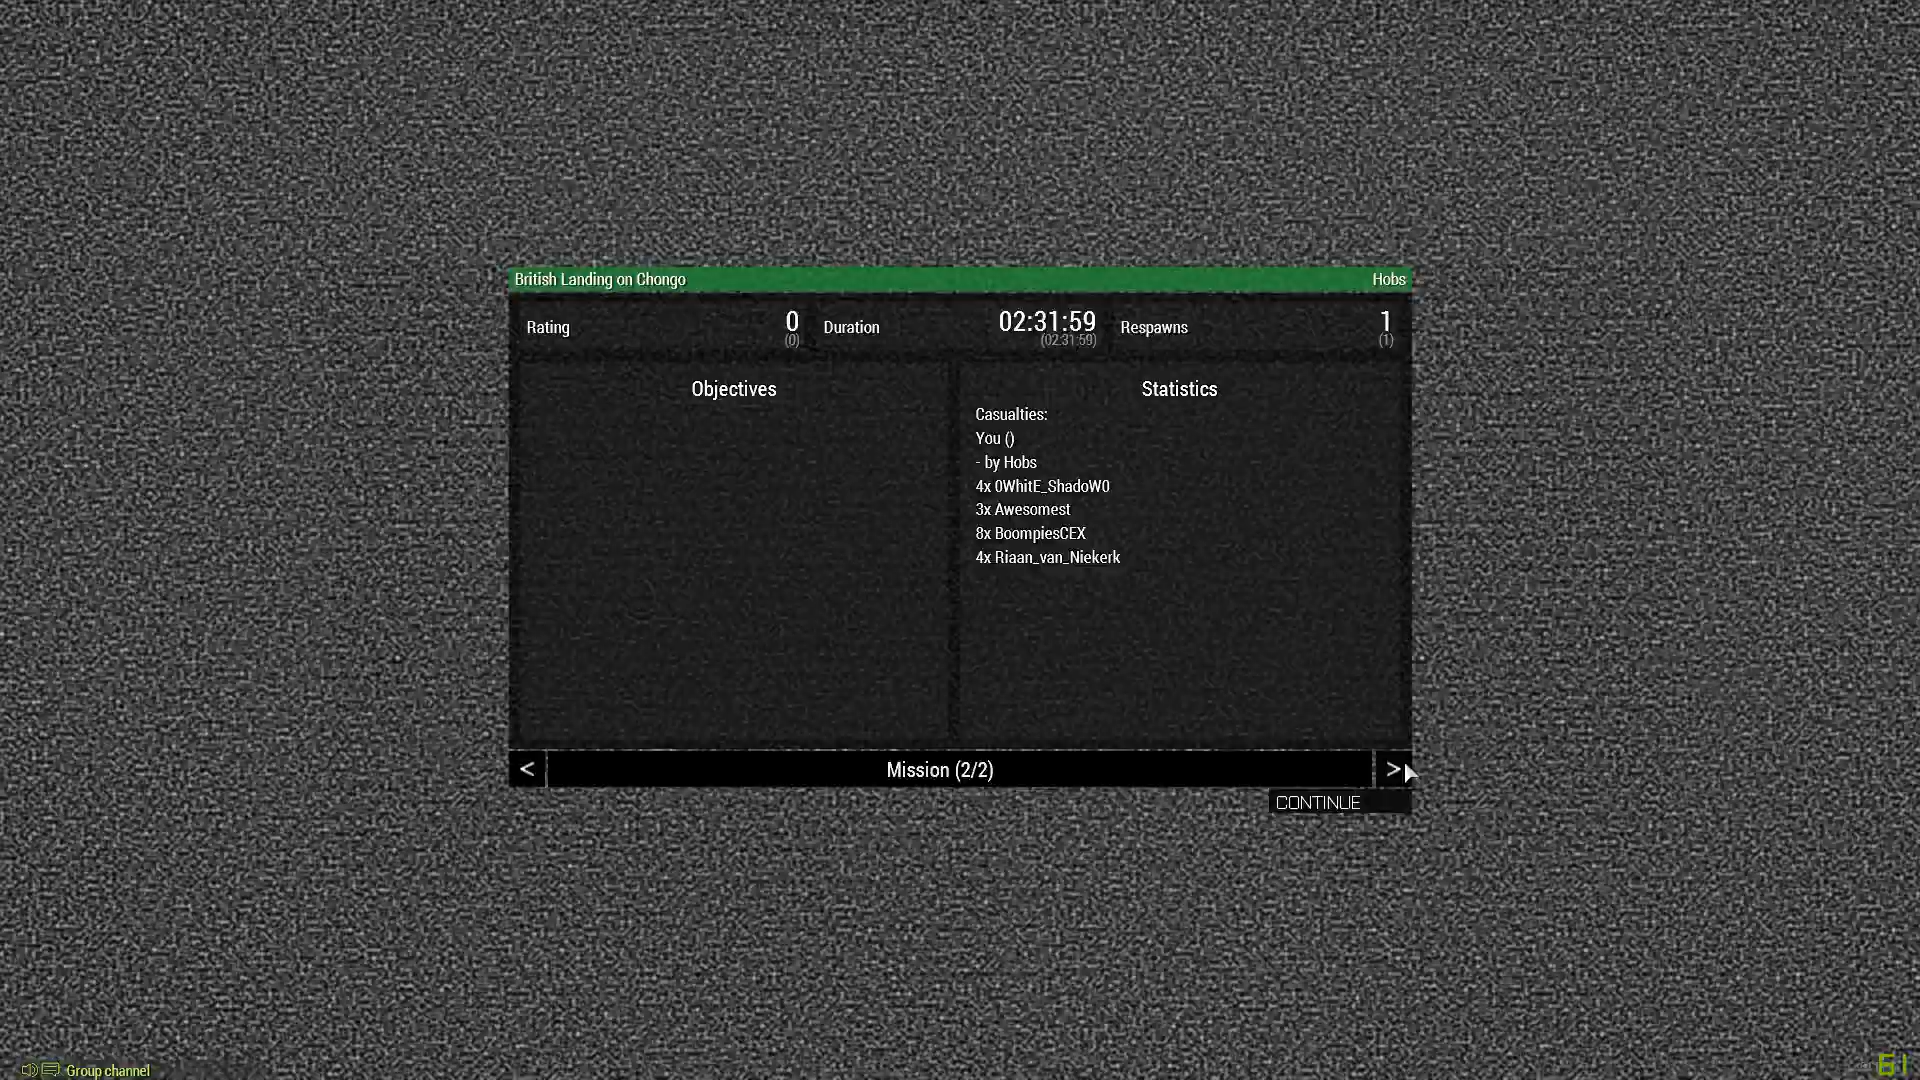 British Landing on Chongo Hobs
Rating 0 (0) Duration 02:31:59 (02:31:59) Respawns 1 (1)
Objectives
Statistics
Casualties:
You ()
- by Hobs
4x 0WhitE_ShadoW0
3x Awesomest
8x BoompiesCEX
4x Riaan_van_Niekerk
< Mission (2/2) >
CONTINUE
Group channel
61